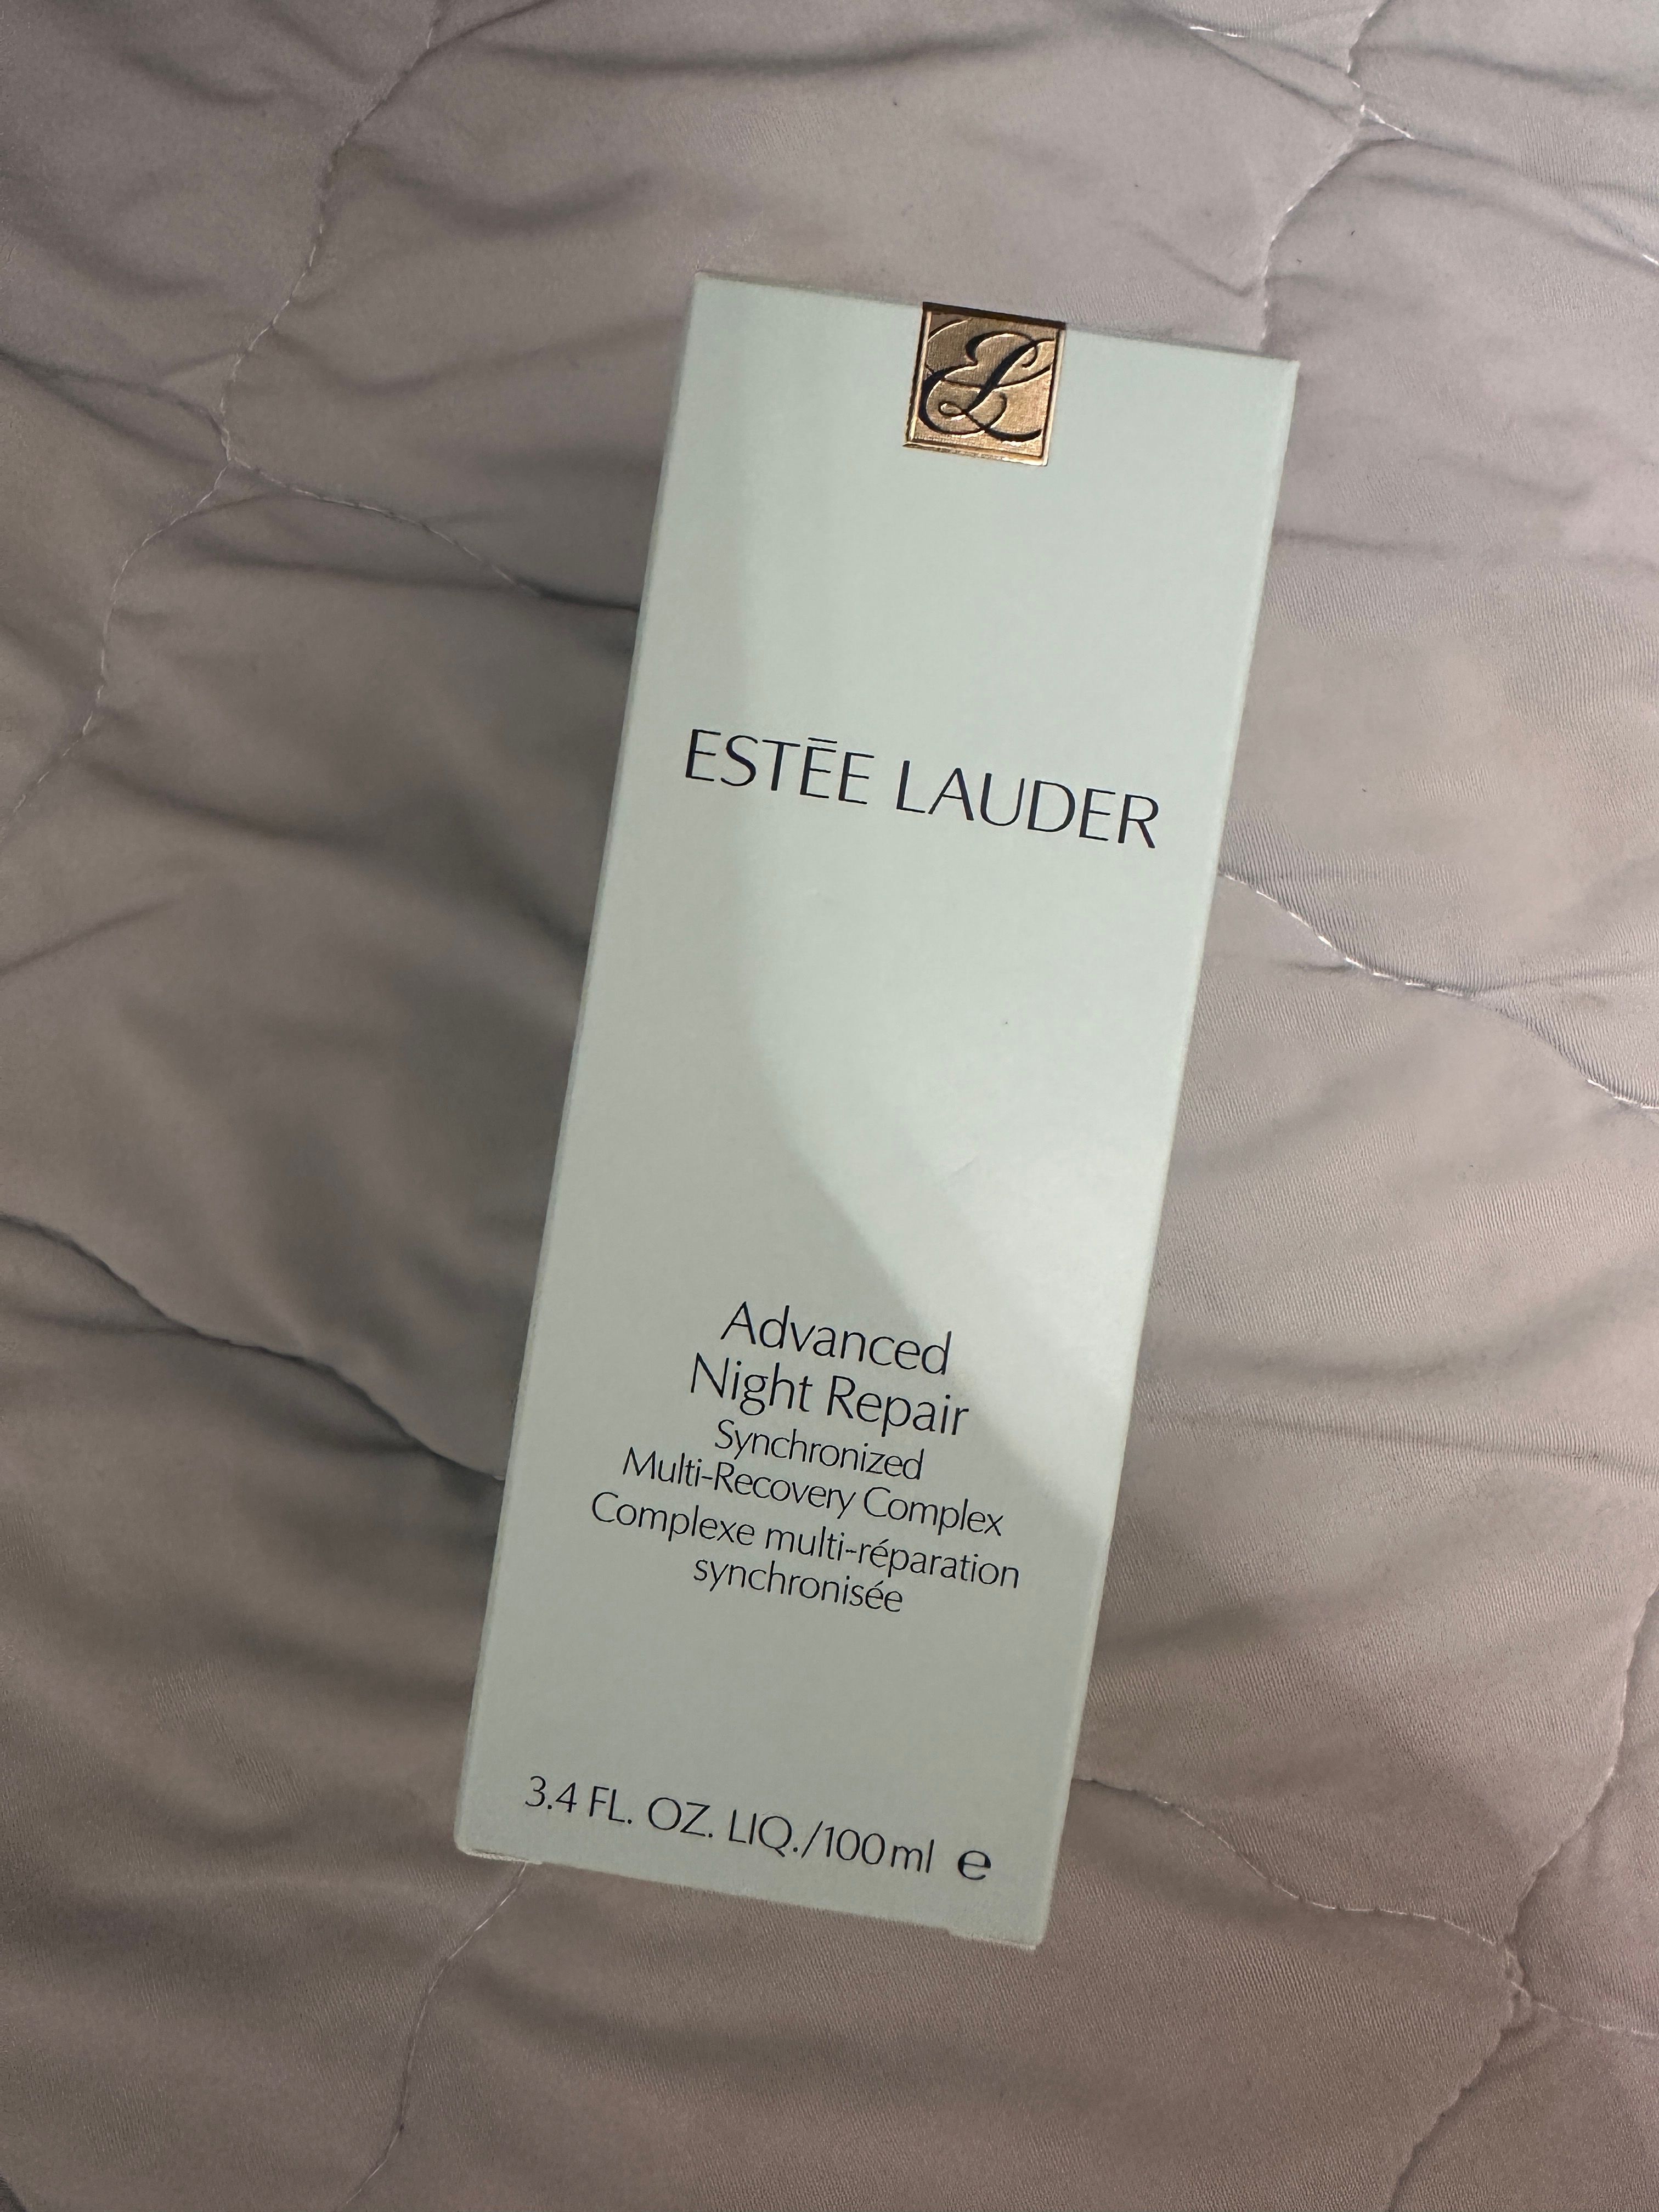 ESTĒE LAUDER
Advanced
Night Repair
Synchronized
Multi-Recovery Complex
Complexe multi-réparation
synchronisée
3.4 FL. OZ. LIQ./100ml ℮